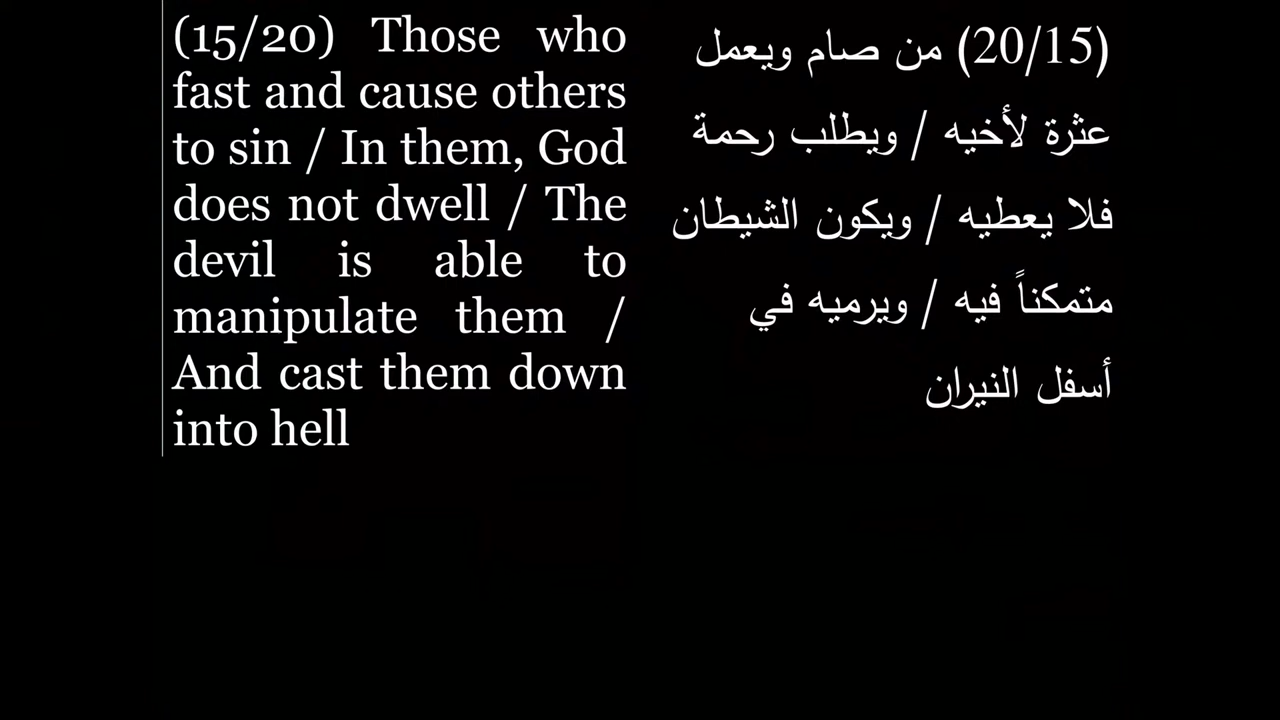 (15/20) Those who
fast and cause others
to sin / In them, God
does not dwell / The
devil is able to
manipulate them /
And cast them down
into hell
(20/15) من صام ويعمل
عثرة لأخيه / ويطلب رحمة
فلا يعطيه / ويكون الشيطان
متمكناً فيه / ويرميه في
أسفل النيران